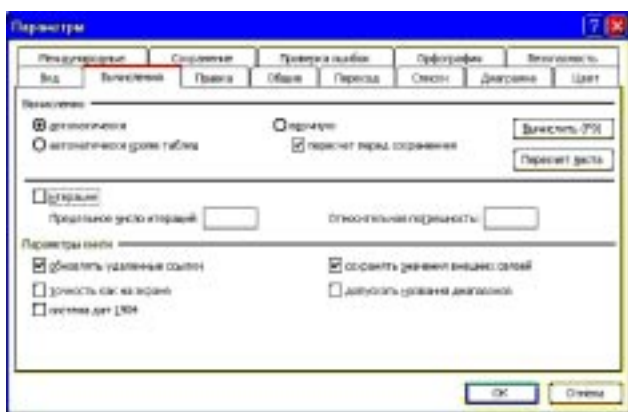 Параметры
Международные Сохранение Проверка ошибок Орфография Безопасность
Вид Вычисления Правка Общие Переход Списки Диаграмма Цвет
Вычисления
автоматически вручную Вычислить (F9)
автоматически кроме таблиц пересчет перед сохранением
Пересчет листа
итерации
Предельное число итераций: Относительная погрешность:
Параметры книги
обновлять удаленные ссылки сохранять значения внешних связей
точность как на экране допускать названия диапазонов
система дат 1904
OK Отмена